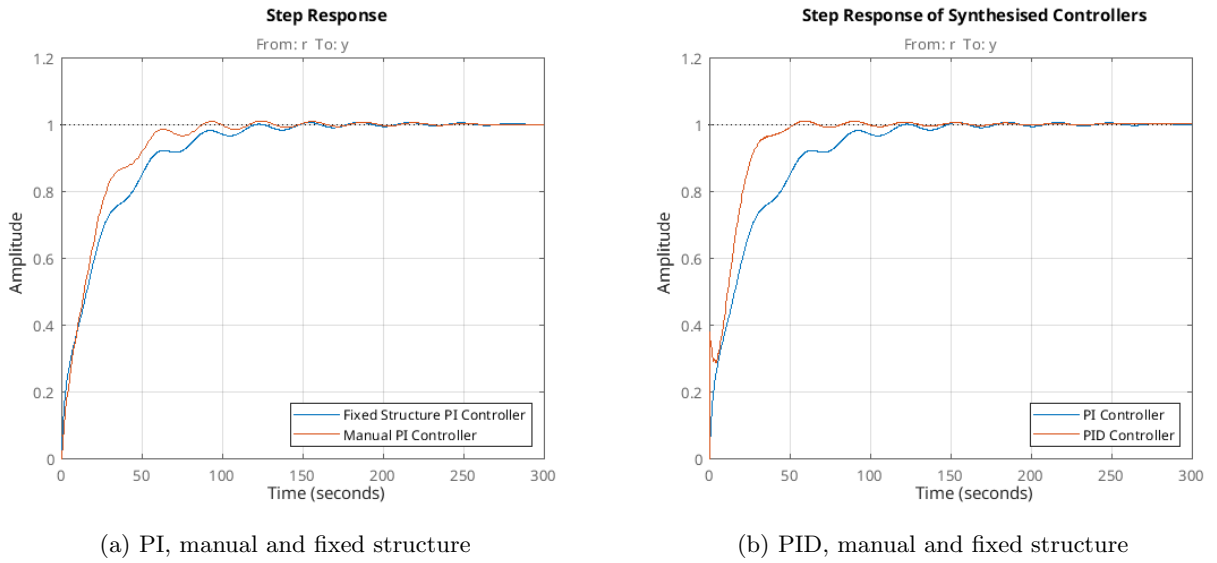 Step Response
From: r To: y
1.2
1
0.8
0.6
0.4
0.2
0
Amplitude
0 50 100 150 200 250 300
Time (seconds)
Fixed Structure PI Controller
Manual PI Controller
(a) PI, manual and fixed structure
Step Response of Synthesised Controllers
From: r To: y
1.2
1
0.8
0.6
0.4
0.2
0
Amplitude
0 50 100 150 200 250 300
Time (seconds)
PI Controller
PID Controller
(b) PID, manual and fixed structure